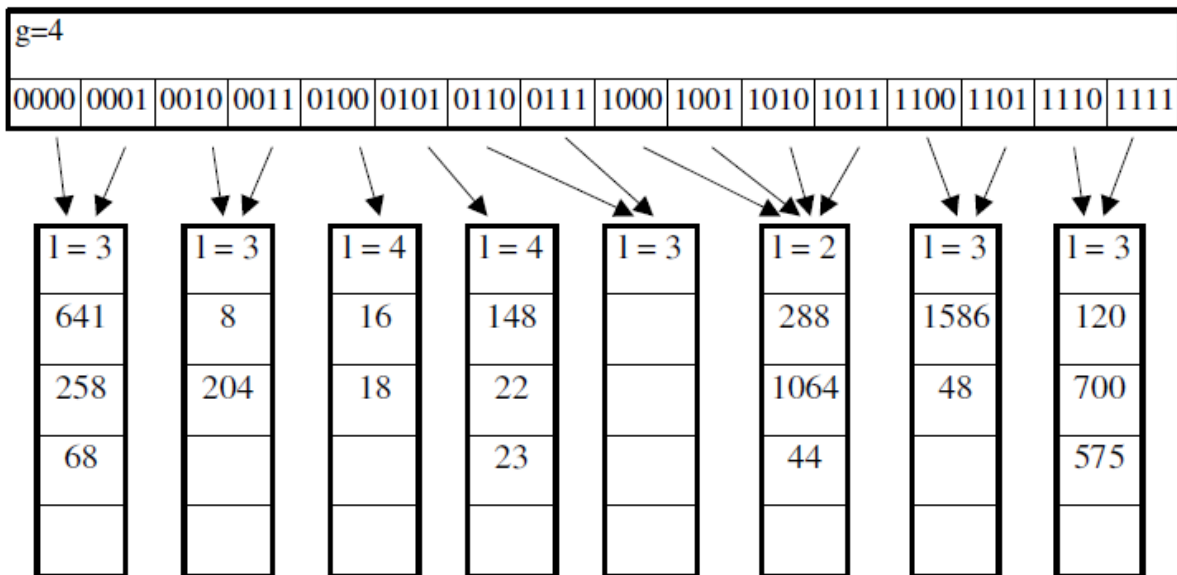 g=4
0000 0001 0010 0011 0100 0101 0110 0111 1000 1001 1010 1011 1100 1101 1110 1111
l = 3 l = 3 l = 4 l = 4 l = 3 l = 2 l = 3 l = 3
641 8 16 148 288 1586 120
258 204 18 22 1064 48 700
68 23 44 575